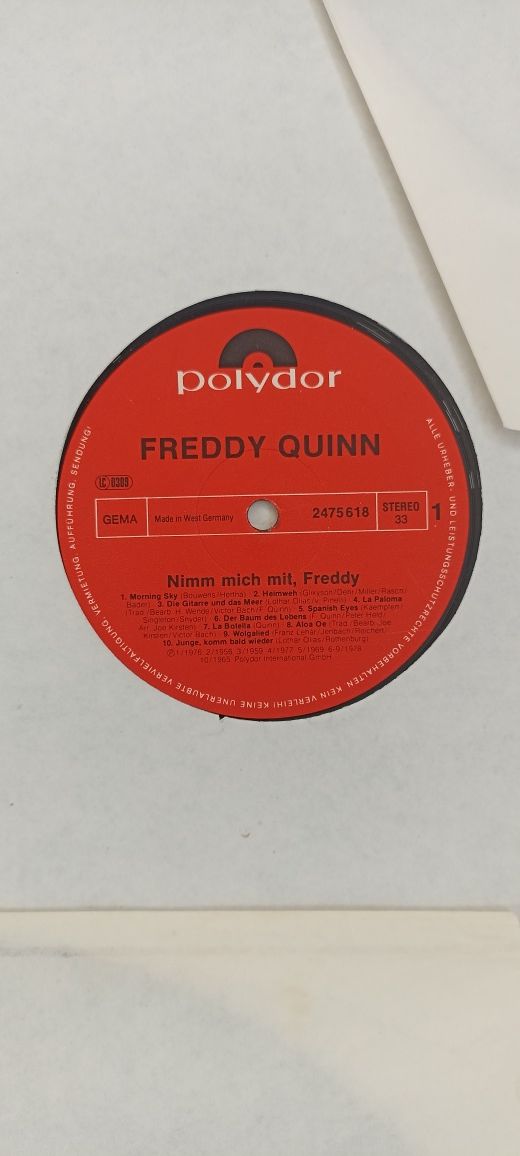 polydor
FREDDY QUINN
LC 0309
GEMA
Made in West Germany
2475618
STEREO
33
1
Nimm mich mit, Freddy
1. Morning Sky (Bouwens/Hertha) 2. Heimweh (Gilkyson/Dehr/Miller/Rasch/
Bader) 3. Die Gitarre und das Meer (Lothar Olias/v. Pinelli) 4. La Paloma
(Trad./Bearb. H. Wende/Victor Bach/F. Quinn) 5. Spanish Eyes (Kaempfert/
Singleton/Snyder) 6. Der Baum des Lebens (F. Quinn/Peter Held/
Arr. Joe Kirsten) 7. La Botella (Quinn) 8. Aloa Oe (Trad./Bearb. Joe
Kirsten/Victor Bach) 9. Wolgalied (Franz Lehár/Jenbach/Reichert)
10. Junge, komm bald wieder (Lothar Olias/Rothenburg)
Ⓟ 1/1976 2/1956 3/1959 4/1977 5/1969 6-9/1978
10/1965 Polydor International GmbH
ALLE URHEBER- UND LEISTUNGSSCHUTZRECHTE VORBEHALTEN. KEIN VERLEIH! KEINE UNERLAUBTE VERVIELFÄLTIGUNG, VERMIETUNG, AUFFÜHRUNG, SENDUNG!